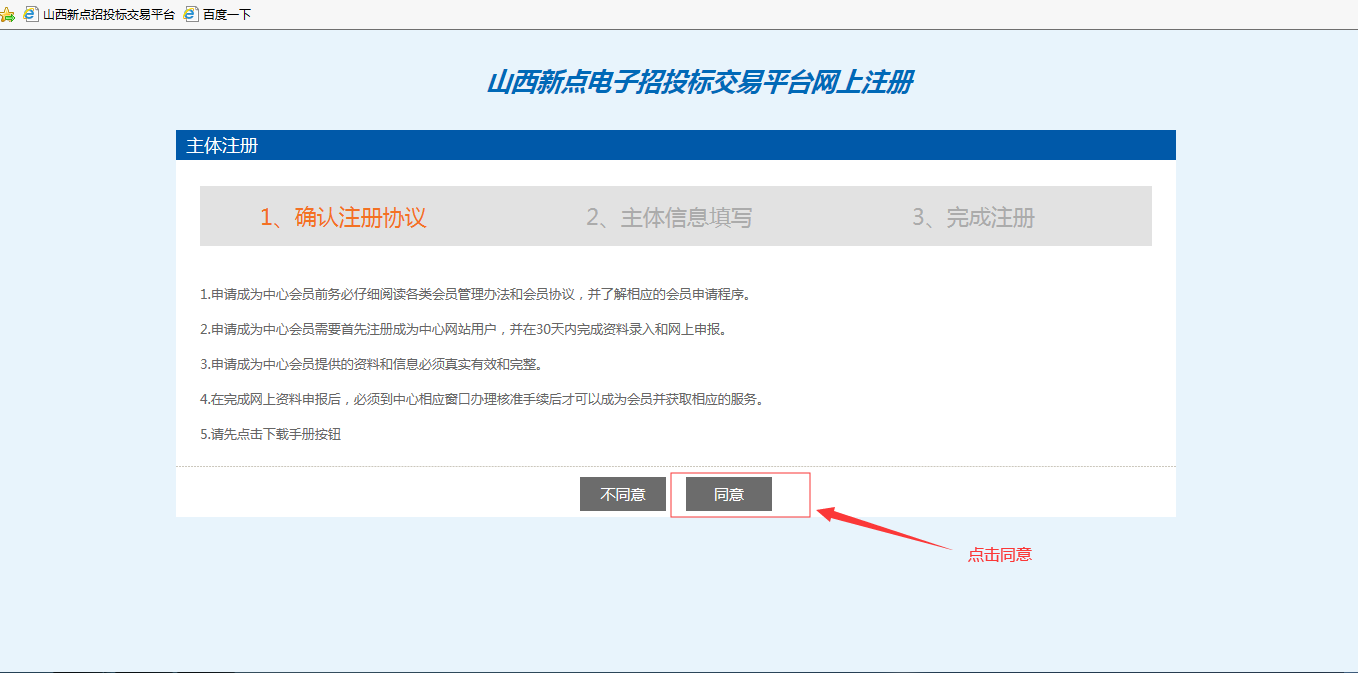 山西新点招投标交易平台 百度一下
山西新点电子招投标交易平台网上注册
主体注册
1、确认注册协议 2、主体信息填写 3、完成注册
1.申请成为中心会员前务必仔细阅读各类会员管理办法和会员协议，并了解相应的会员申请程序。
2.申请成为中心会员需要首先注册成为中心网站用户，并在30天内完成资料录入和网上申报。
3.申请成为中心会员提供的资料和信息必须真实有效和完整。
4.在完成网上资料申报后，必须到中心相应窗口办理核准手续后才可以成为会员并获取相应的服务。
5.请先点击下载手册按钮
不同意 同意
点击同意